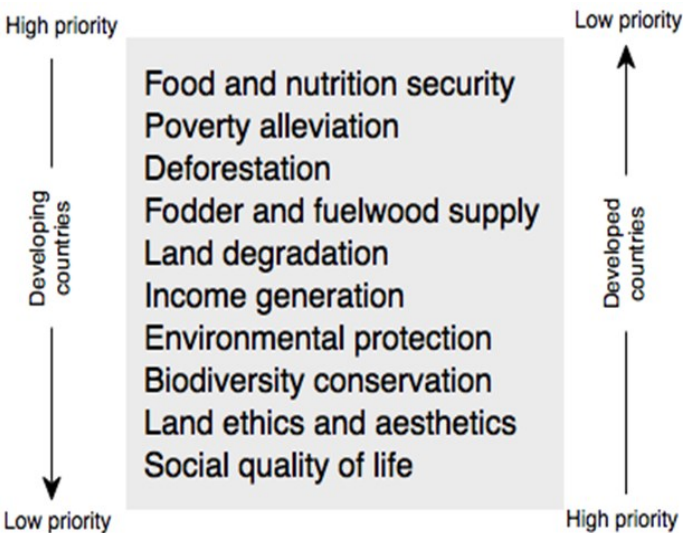 High priority
Low priority
Food and nutrition security
Poverty alleviation
Deforestation
Fodder and fuelwood supply
Land degradation
Income generation
Environmental protection
Biodiversity conservation
Land ethics and aesthetics
Social quality of life
Developing
countries
Developed
countries
Low priority
High priority